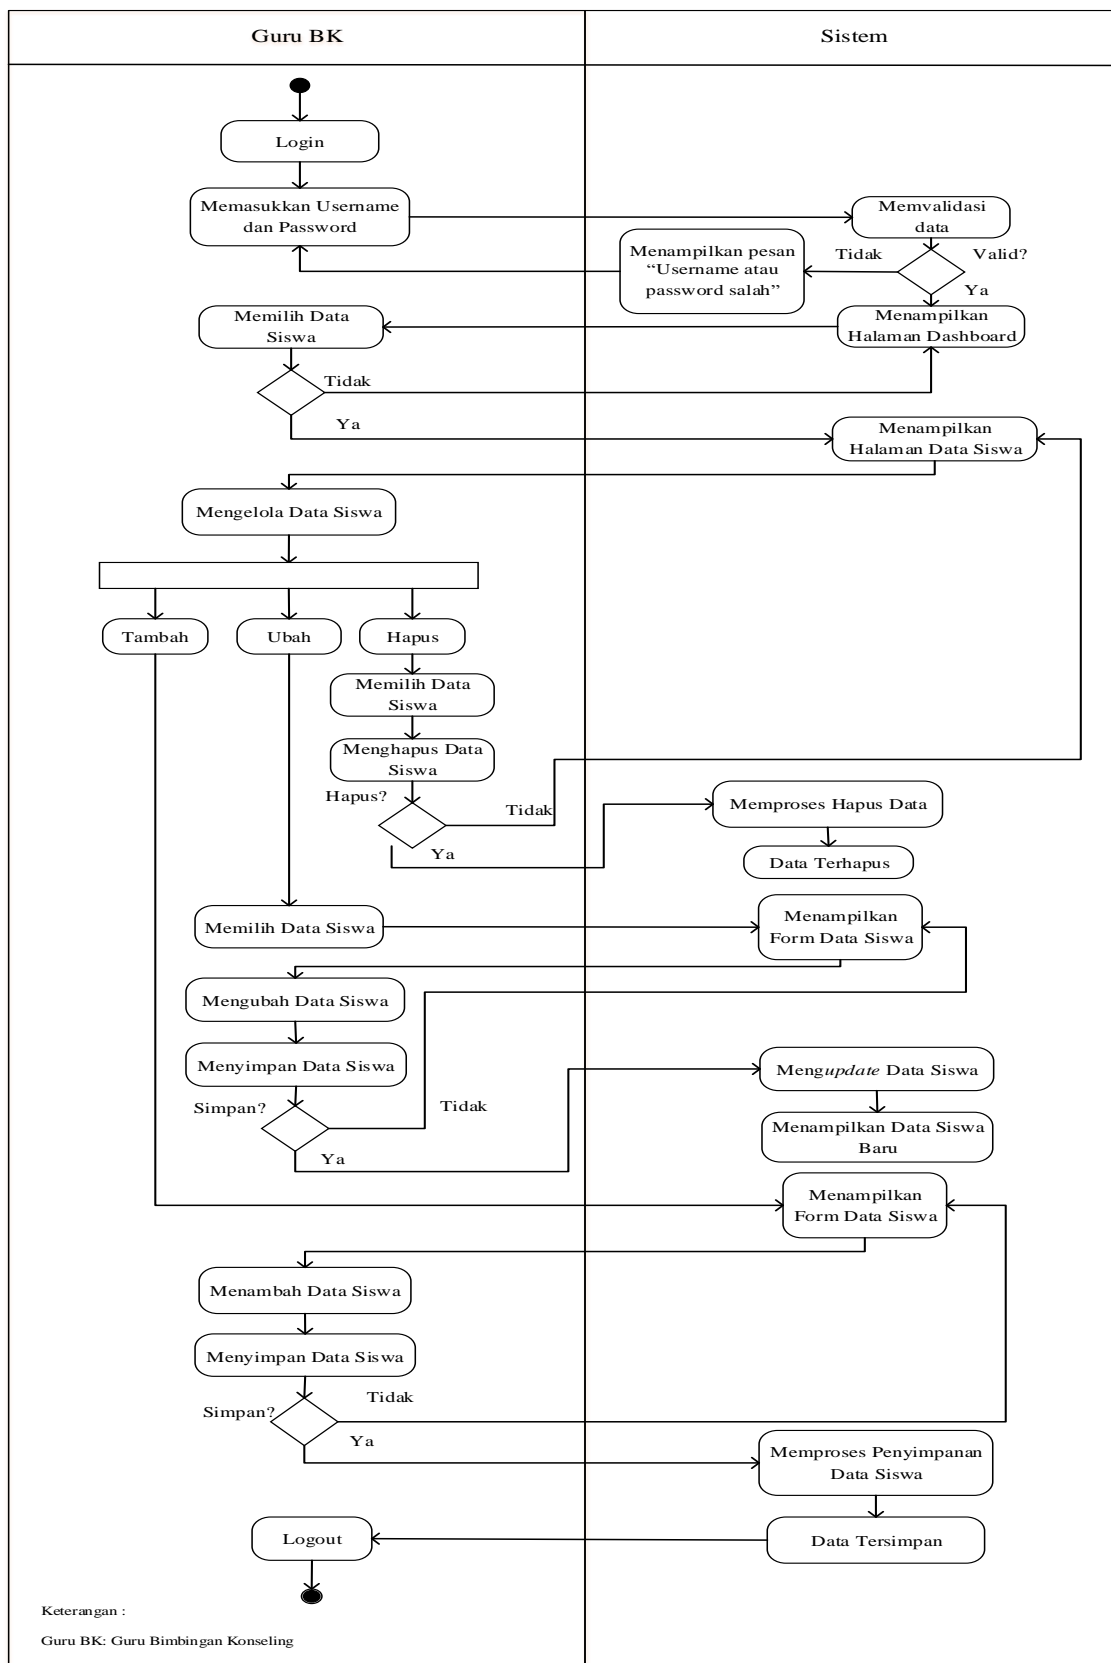 Guru BK
Sistem
Login
Memasukkan Username
dan Password
Memvalidasi
data
Menampilkan pesan
“Username atau
password salah”
Tidak
Valid?
Ya
Memilih Data
Siswa
Menampilkan
Halaman Dashboard
Tidak
Ya
Menampilkan
Halaman Data Siswa
Mengelola Data Siswa
Tambah
Ubah
Hapus
Memilih Data
Siswa
Menghapus Data
Siswa
Hapus?
Tidak
Ya
Memproses Hapus Data
Data Terhapus
Memilih Data Siswa
Menampilkan
Form Data Siswa
Mengubah Data Siswa
Menyimpan Data Siswa
Simpan?
Tidak
Ya
Mengupdate Data Siswa
Menampilkan Data Siswa
Baru
Menampilkan
Form Data Siswa
Menambah Data Siswa
Menyimpan Data Siswa
Simpan?
Tidak
Ya
Memproses Penyimpanan
Data Siswa
Logout
Data Tersimpan
Keterangan :
Guru BK: Guru Bimbingan Konseling